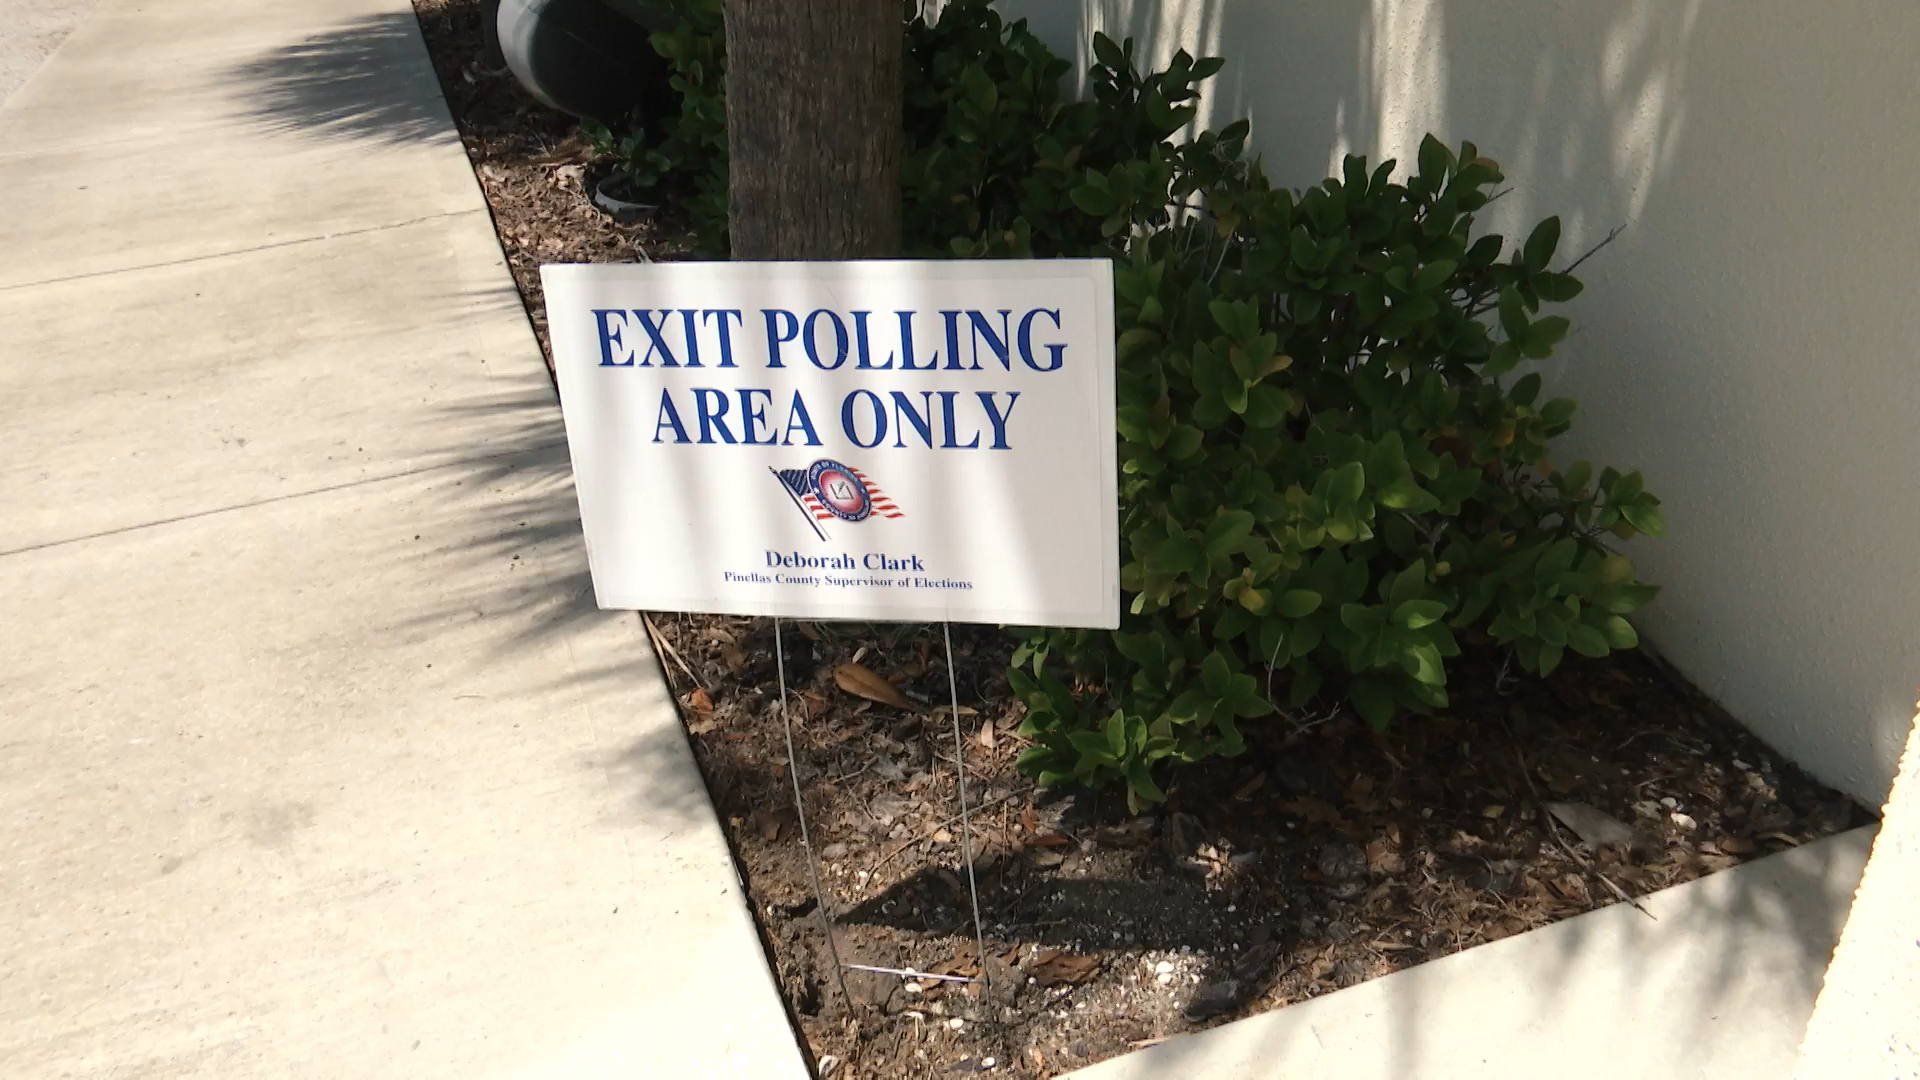 EXIT POLLING
AREA ONLY
Deborah Clark
Pinellas County Supervisor of Elections